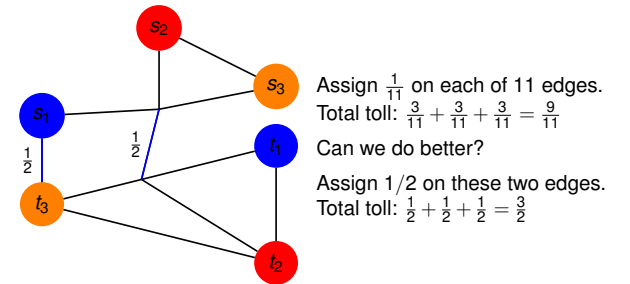 s₂
s₃
s₁
1/2
1/2
t₁
t₃
t₂
Assign 1/11 on each of 11 edges.
Total toll: 3/11 + 3/11 + 3/11 = 9/11
Can we do better?
Assign 1/2 on these two edges.
Total toll: 1/2 + 1/2 + 1/2 = 3/2